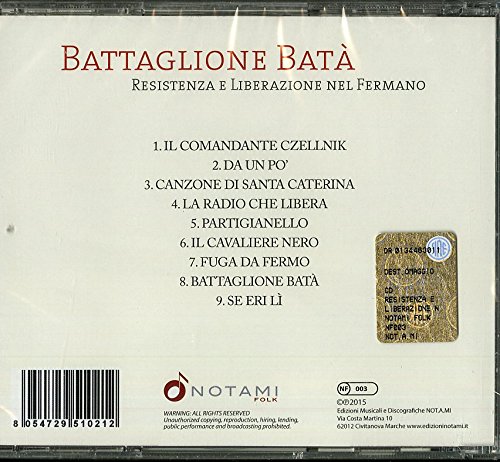 BATTAGLIONE BATÀ
RESISTENZA E LIBERAZIONE NEL FERMANO
1. IL COMANDANTE CZELLNIK
2. DA UN PO'
3. CANZONE DI SANTA CATERINA
4. LA RADIO CHE LIBERA
5. PARTIGIANELLO
6. IL CAVALIERE NERO
7. FUGA DA FERMO
8. BATTAGLIONE BATÀ
9. SE ERI LÌ
DR 0134463011
DEST.OMAGGIO
CD
RESISTENZA E
LIBERAZIONE N
NOTAMI FOLK
NF003
NOT.A.MI
8 054729 510212
NOTAMI
FOLK
WARNING: ALL RIGHTS RESERVED
Unauthorized copying, reproduction, hiring, lending,
public performance and broadcasting prohibited.
NF 003
©℗2015
Edizioni Musicali e Discografiche NOT.A.MI
Via Costa Martina 10
62012 Civitanova Marche www.edizioninotami.it